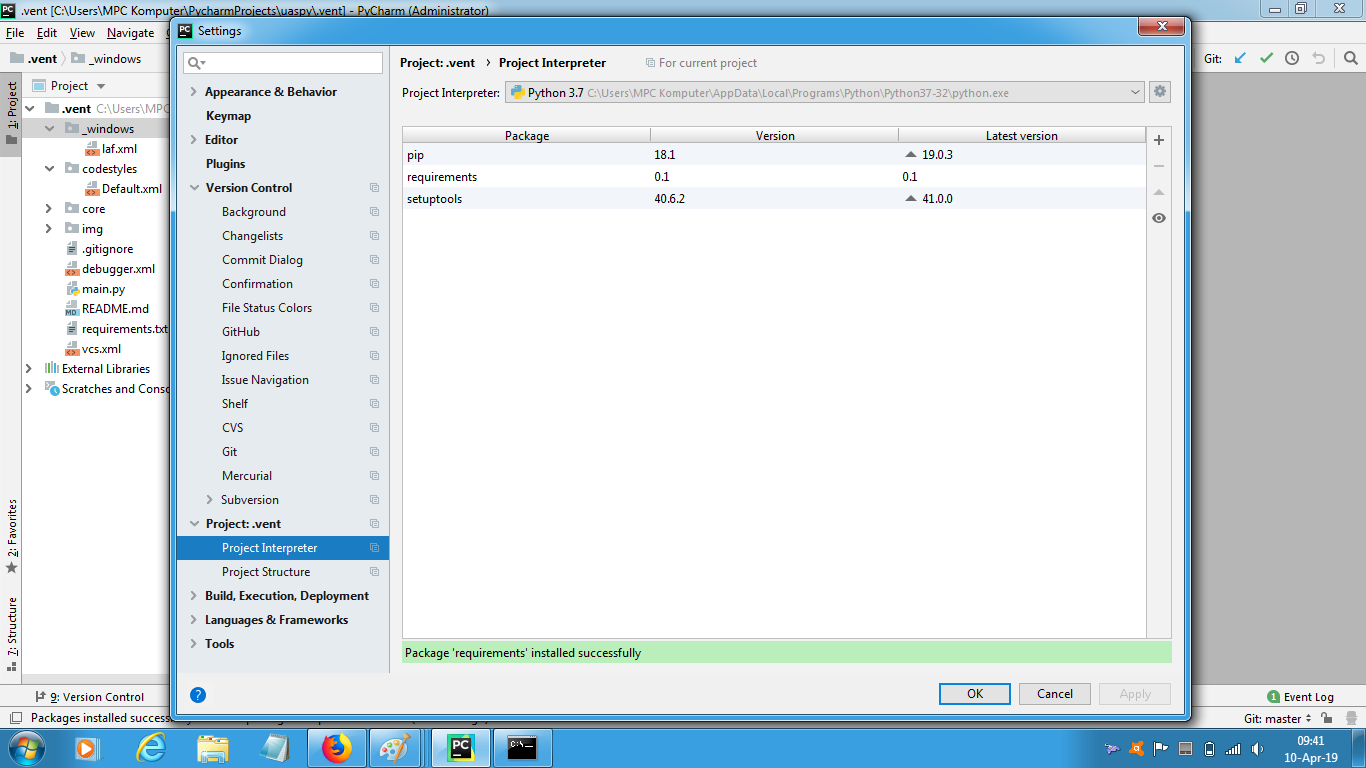 .vent [C:\Users\MPC Komputer\PycharmProjects\uaspy\.vent] - PyCharm (Administrator)
File Edit View Navigate
.vent _windows
Git:
Settings
1: Project
2: Favorites
7: Structure
Project
.vent C:\Users\MPC
_windows
laf.xml
codestyles
Default.xml
core
img
.gitignore
debugger.xml
main.py
README.md
requirements.txt
vcs.xml
External Libraries
Scratches and Conso
Appearance & Behavior
Keymap
Editor
Plugins
Version Control
Background
Changelists
Commit Dialog
Confirmation
File Status Colors
GitHub
Ignored Files
Issue Navigation
Shelf
CVS
Git
Mercurial
Subversion
Project: .vent
Project Interpreter
Project Structure
Build, Execution, Deployment
Languages & Frameworks
Tools
Project: .vent › Project Interpreter For current project
Project Interpreter: Python 3.7 C:\Users\MPC Komputer\AppData\Local\Programs\Python\Python37-32\python.exe
Package Version Latest version
pip 18.1 19.0.3
requirements 0.1 0.1
setuptools 40.6.2 41.0.0
Package 'requirements' installed successfully
? OK Cancel Apply
9: Version Control
1 Event Log
Packages installed success
Git: master
09:41
10-Apr-19